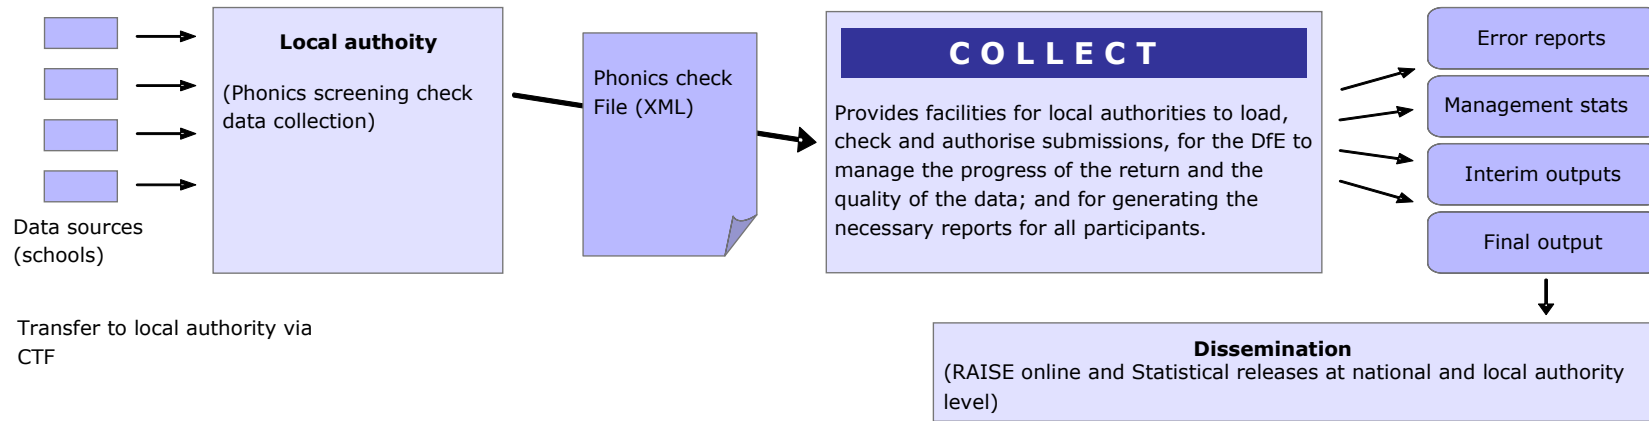 Data sources
(schools)
Transfer to local authority via
CTF
Local authoity
(Phonics screening check
data collection)
Phonics check
File (XML)
COLLECT
Provides facilities for local authorities to load,
check and authorise submissions, for the DfE to
manage the progress of the return and the
quality of the data; and for generating the
necessary reports for all participants.
Error reports
Management stats
Interim outputs
Final output
Dissemination
(RAISE online and Statistical releases at national and local authority
level)